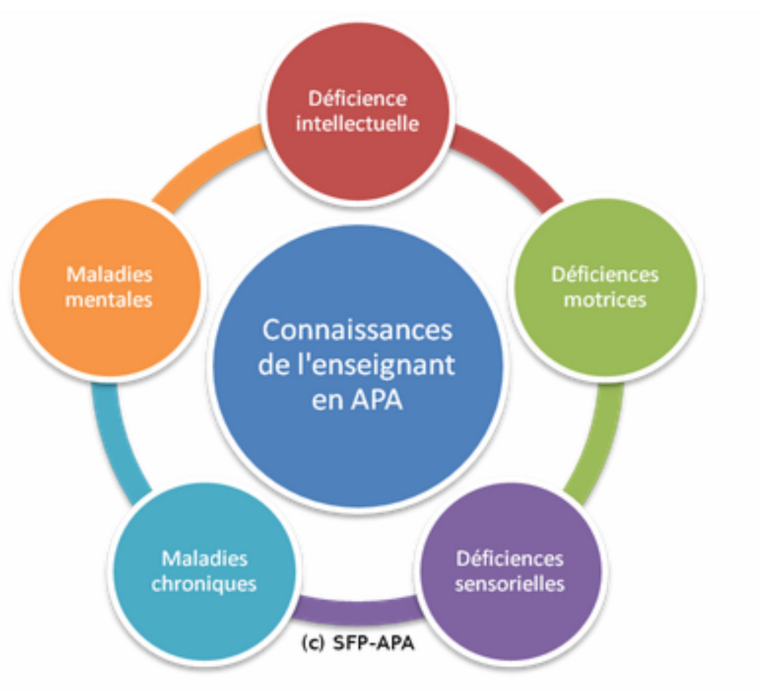 Déficience
intellectuelle
Maladies
mentales
Déficiences
motrices
Connaissances
de l'enseignant
en APA
Maladies
chroniques
Déficiences
sensorielles
(c) SFP-APA